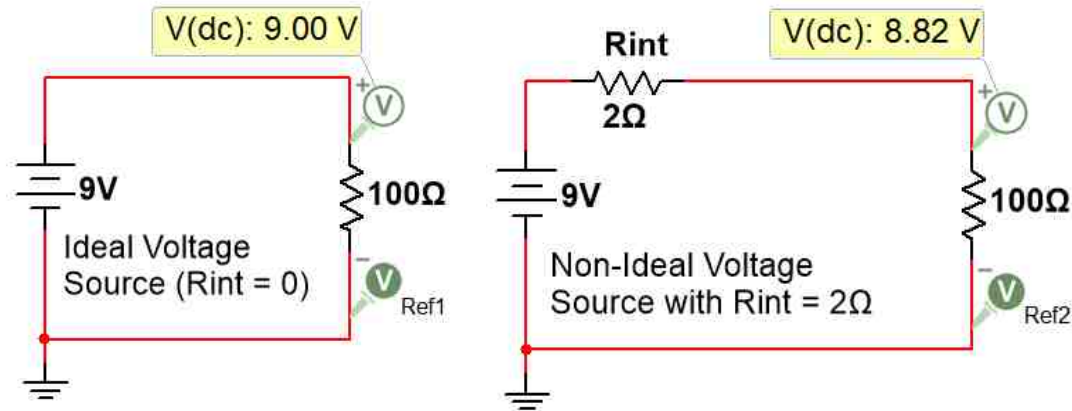 V(dc): 9.00 V
+
V
9V
100Ω
Ideal Voltage
Source (Rint = 0)
–
V
Ref1
V(dc): 8.82 V
Rint
2Ω
+
V
9V
100Ω
Non-Ideal Voltage
Source with Rint = 2Ω
–
V
Ref2